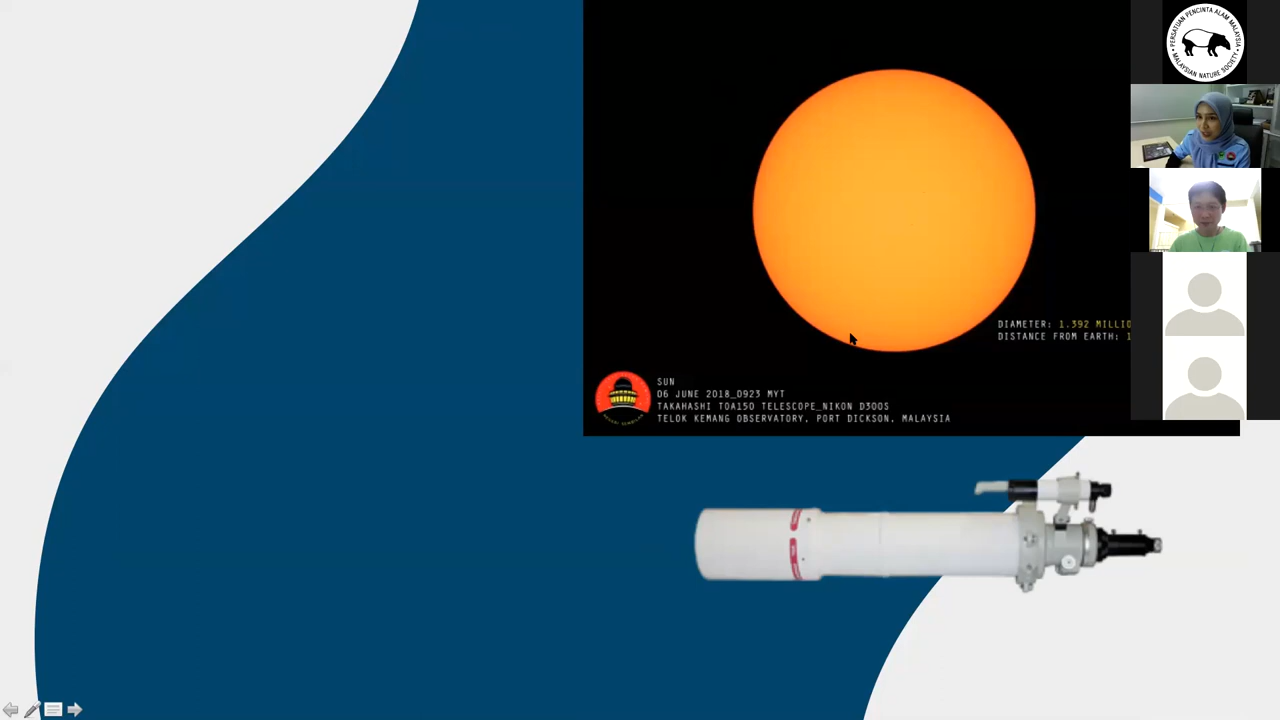 PERSATUAN PENCINTA ALAM MALAYSIA
MALAYSIAN NATURE SOCIETY
DIAMETER: 1.392 MILLIO
DISTANCE FROM EARTH: 1
SUN
06 JUNE 2018_0923 MYT
TAKAHASHI TOA150 TELESCOPE_NIKON D300S
TELOK KEMANG OBSERVATORY, PORT DICKSON, MALAYSIA